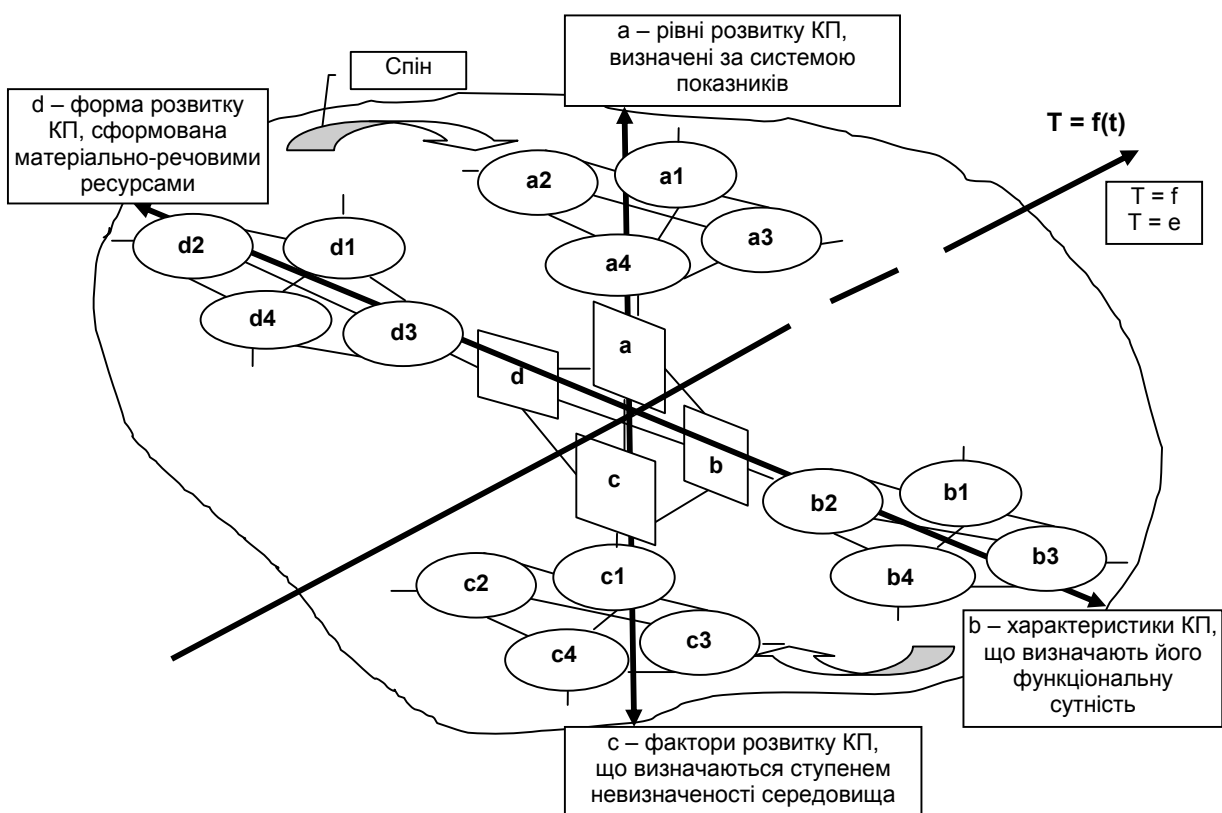 a – рівні розвитку КП,
визначені за системою
показників
Спін
d – форма розвитку
КП, сформована
матеріально-речовими
ресурсами
T = f(t)
T = f
T = e
a2
a1
a3
a4
d2
d1
d4
d3
a
d
b
c
b2
b1
b4
b3
c2
c1
c4
c3
b – характеристики КП,
що визначають його
функціональну
сутність
c – фактори розвитку КП,
що визначаються ступенем
невизначеності середовища